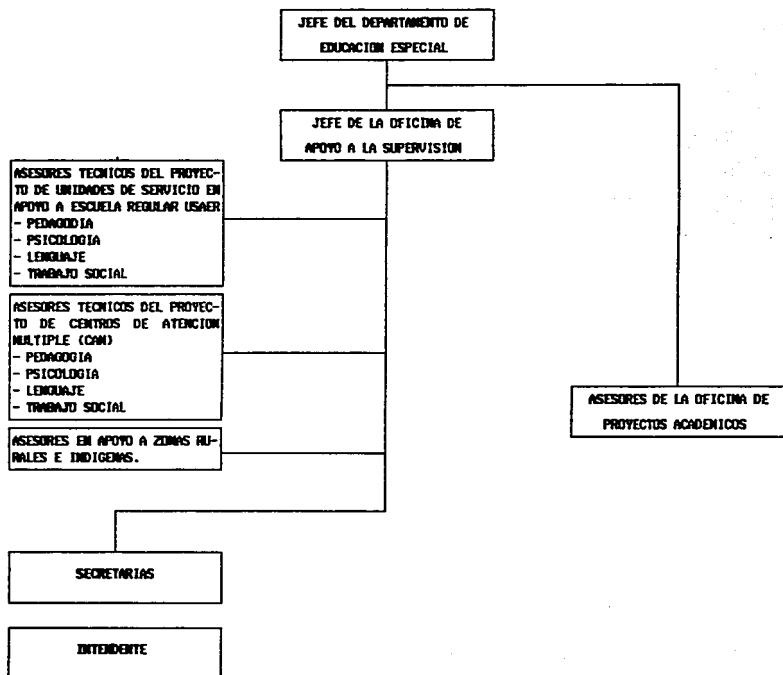 JEFE DEL DEPARTAMENTO DE
EDUCACION ESPECIAL
JEFE DE LA OFICINA DE
APOYO A LA SUPERVISION
ASESORES TECNICOS DEL PROYEC-
TO DE UNIDADES DE SERVICIO EN
APOYO A ESCUELA REGULAR USAER
- PEDAGODIA
- PSICOLOGIA
- LENGUAJE
- TRABAJO SOCIAL
ASESORES TECNICOS DEL PROYEC-
TO DE CENTROS DE ATENCION
MULTIPLE (CAM)
- PEDAGOGIA
- PSICOLOGIA
- LENGUAJE
- TRABAJO SOCIAL
ASESORES DE LA OFICINA DE
PROYECTOS ACADEMICOS
ASESORES EN APOYO A ZONAS RU-
RALES E INDIGENAS.
SECRETARIAS
INTENDENTE